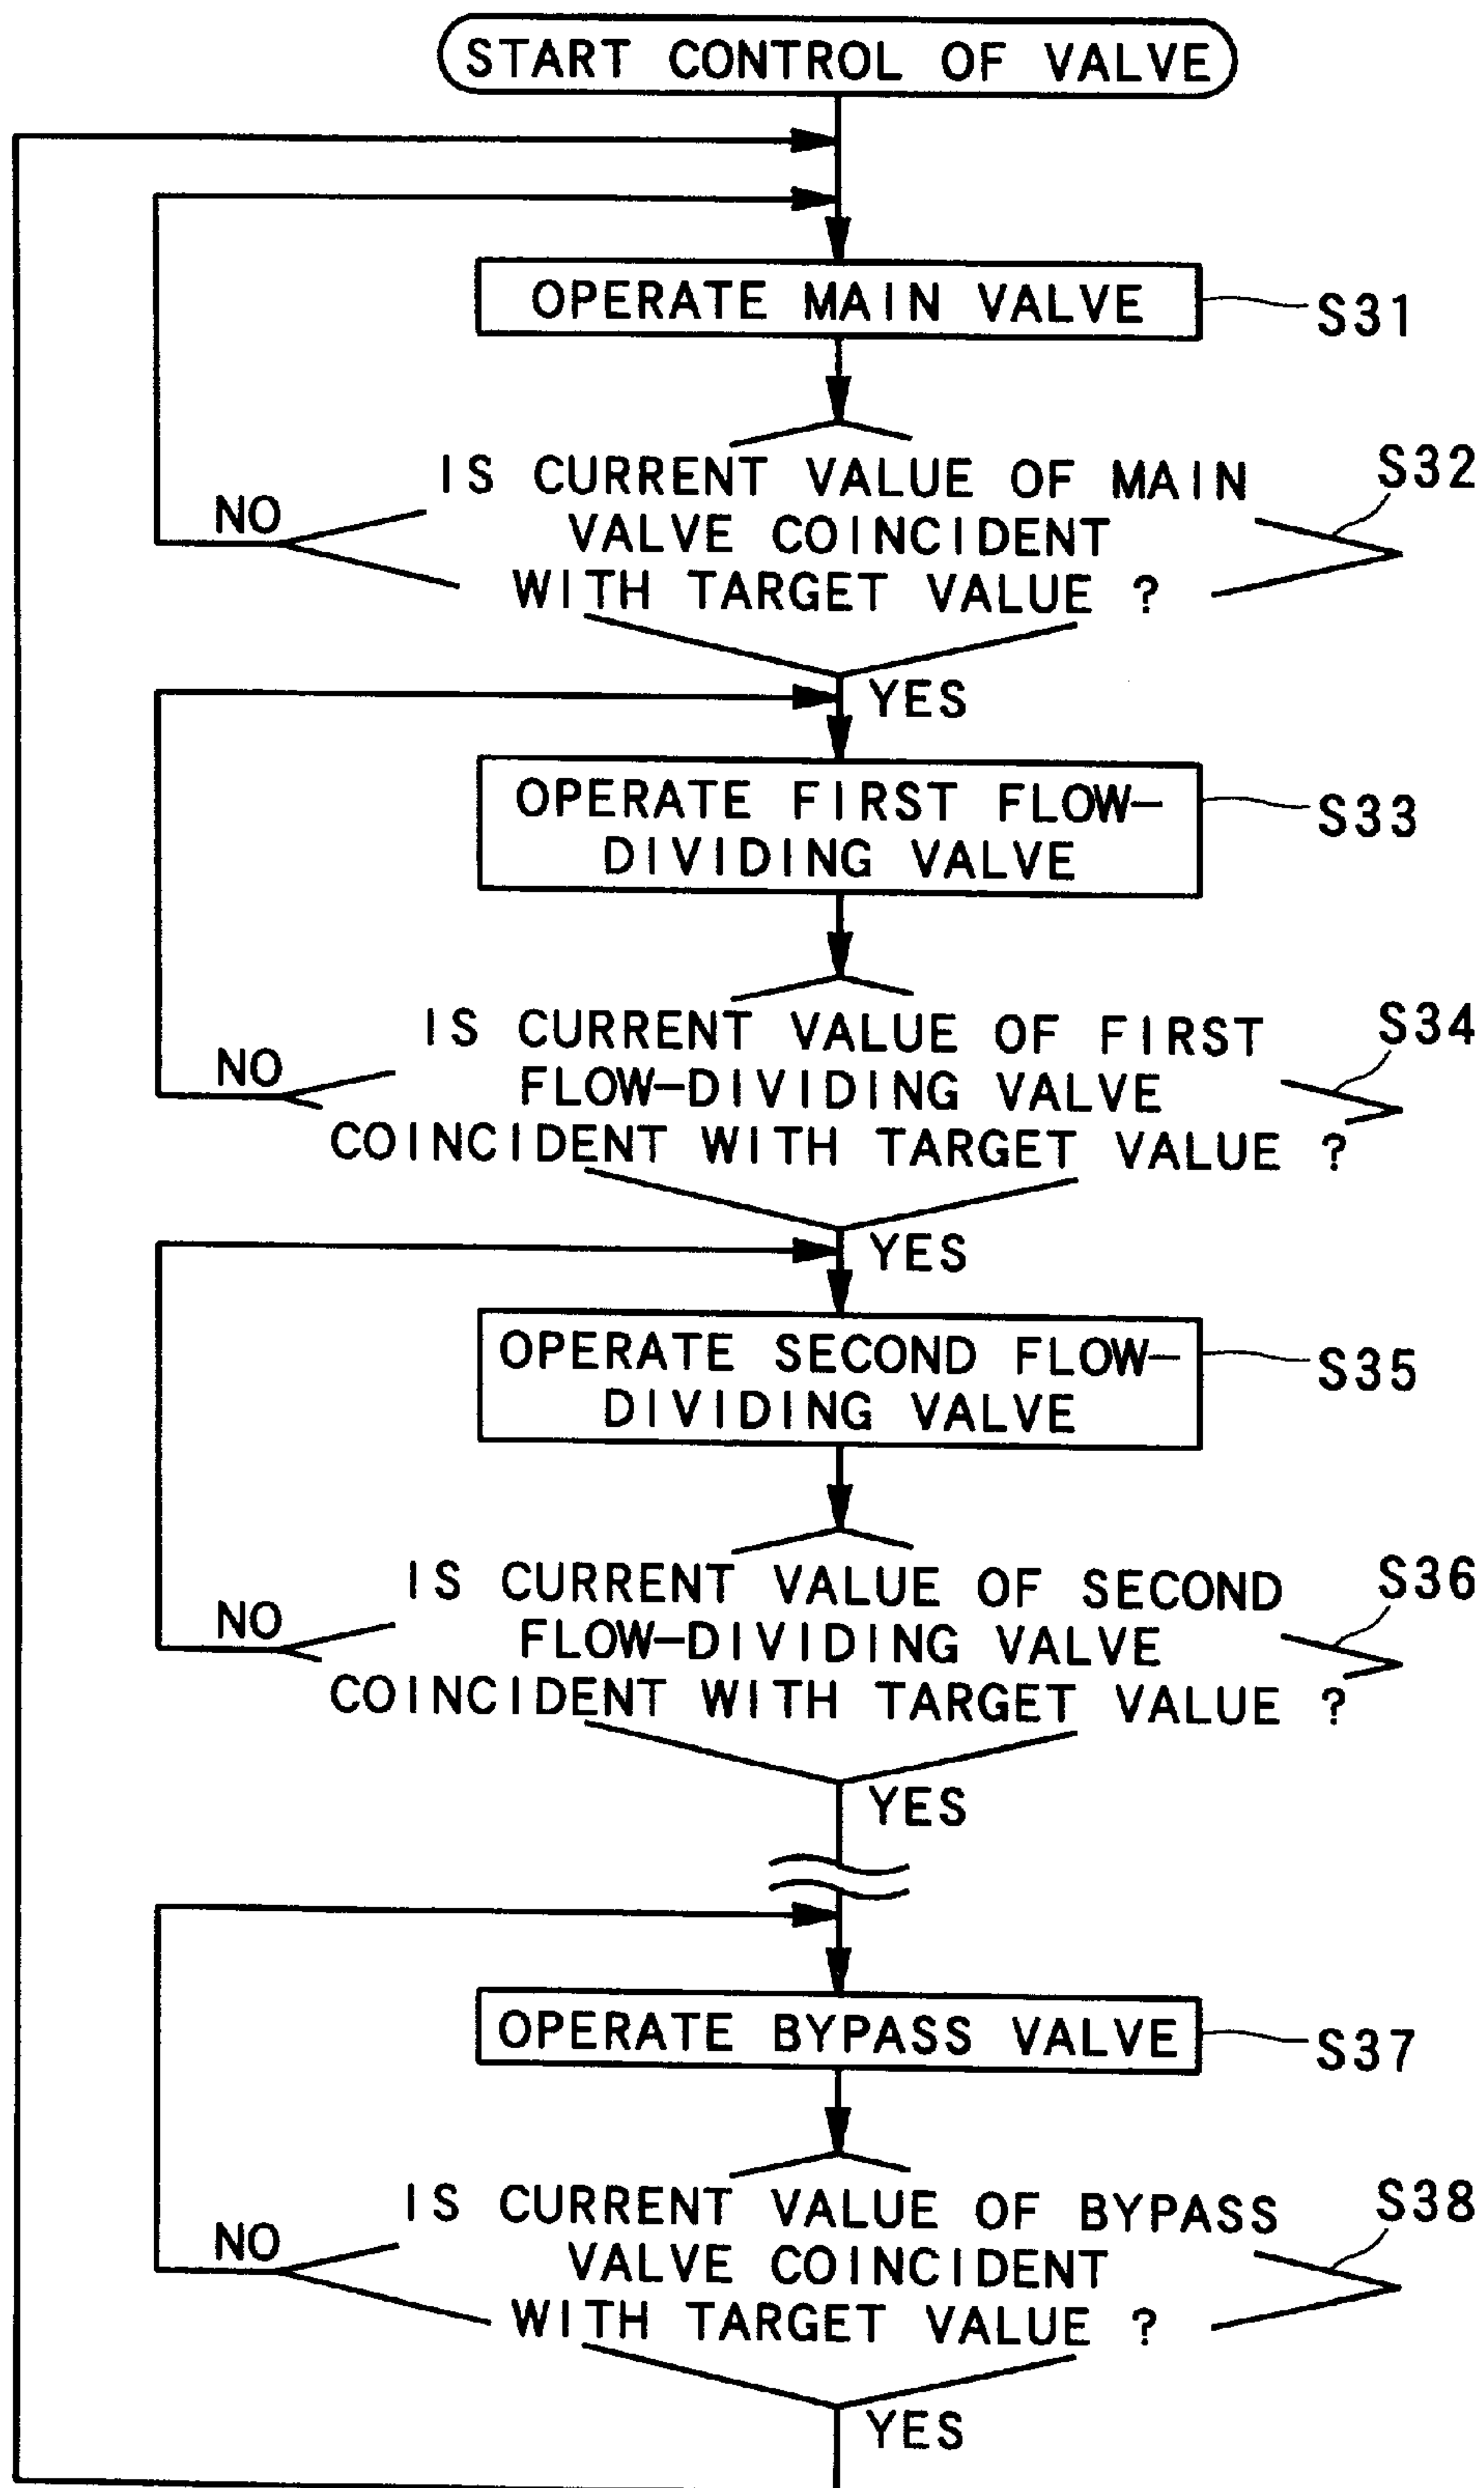 START CONTROL OF VALVE
OPERATE MAIN VALVE
S31
IS CURRENT VALUE OF MAIN
VALVE COINCIDENT
WITH TARGET VALUE ?
S32
NO
YES
OPERATE FIRST FLOW-
DIVIDING VALVE
S33
IS CURRENT VALUE OF FIRST
FLOW-DIVIDING VALVE
COINCIDENT WITH TARGET VALUE ?
S34
NO
YES
OPERATE SECOND FLOW-
DIVIDING VALVE
S35
IS CURRENT VALUE OF SECOND
FLOW-DIVIDING VALVE
COINCIDENT WITH TARGET VALUE ?
S36
NO
YES
OPERATE BYPASS VALVE
S37
IS CURRENT VALUE OF BYPASS
VALVE COINCIDENT
WITH TARGET VALUE ?
S38
NO
YES